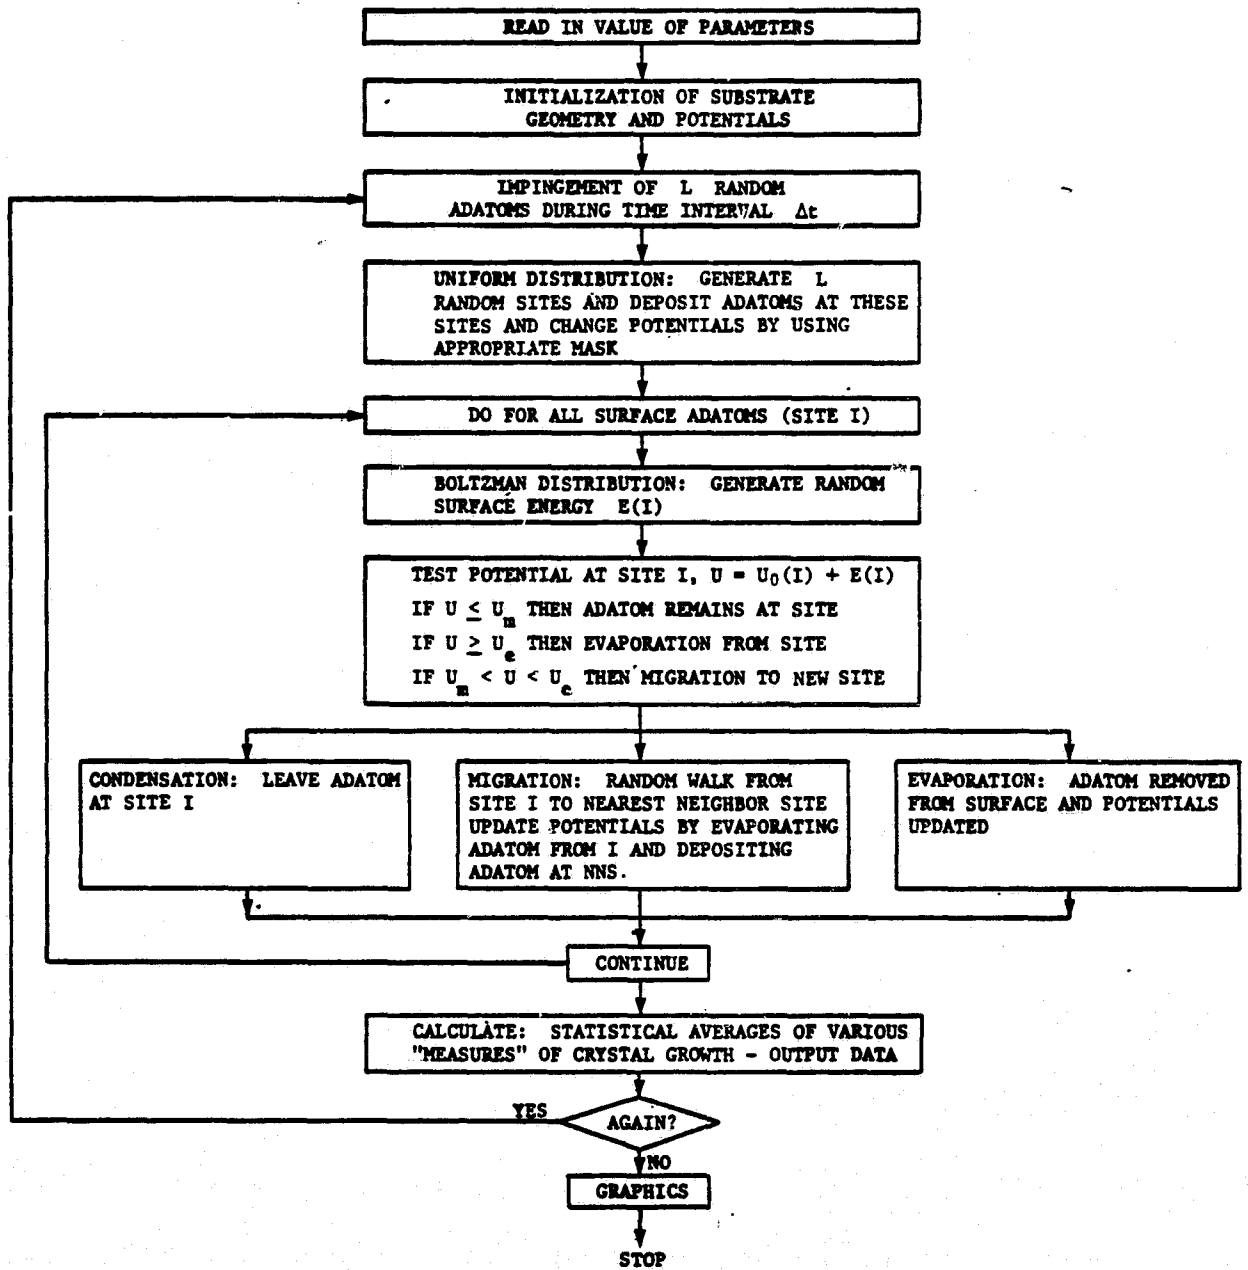 READ IN VALUE OF PARAMETERS
INITIALIZATION OF SUBSTRATE
GEOMETRY AND POTENTIALS
IMPINGEMENT OF L RANDOM
ADATOMS DURING TIME INTERVAL Δt
UNIFORM DISTRIBUTION: GENERATE L
RANDOM SITES AND DEPOSIT ADATOMS AT THESE
SITES AND CHANGE POTENTIALS BY USING
APPROPRIATE MASK
DO FOR ALL SURFACE ADATOMS (SITE I)
BOLTZMAN DISTRIBUTION: GENERATE RANDOM
SURFACE ENERGY E(I)
TEST POTENTIAL AT SITE I, U = U₀(I) + E(I)
IF U ≤ Uₘ THEN ADATOM REMAINS AT SITE
IF U ≥ Uₑ THEN EVAPORATION FROM SITE
IF Uₘ < U < Uₑ THEN MIGRATION TO NEW SITE
CONDENSATION: LEAVE ADATOM
AT SITE I
MIGRATION: RANDOM WALK FROM
SITE I TO NEAREST NEIGHBOR SITE
UPDATE POTENTIALS BY EVAPORATING
ADATOM FROM I AND DEPOSITING
ADATOM AT NNS.
EVAPORATION: ADATOM REMOVED
FROM SURFACE AND POTENTIALS
UPDATED
CONTINUE
CALCULATE: STATISTICAL AVERAGES OF VARIOUS
"MEASURES" OF CRYSTAL GROWTH - OUTPUT DATA
YES
AGAIN?
NO
GRAPHICS
STOP